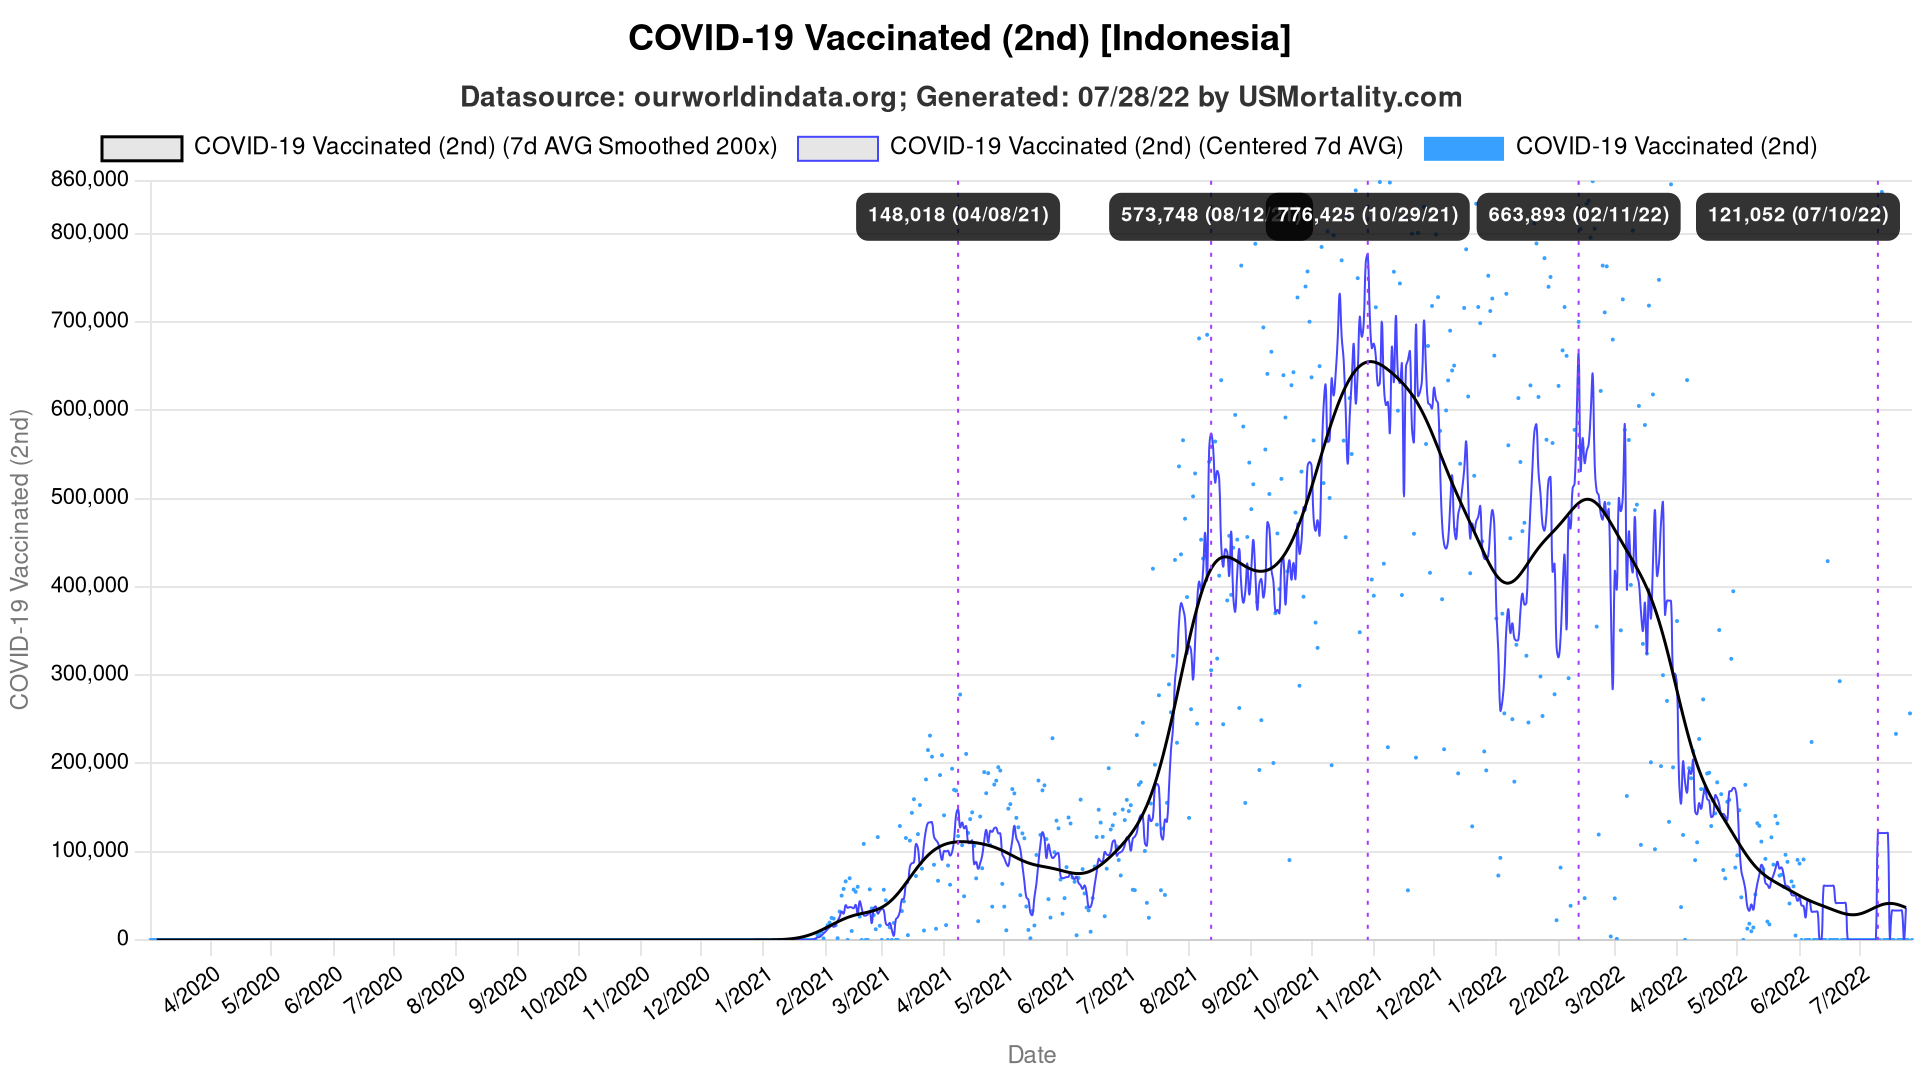 COVID-19 Vaccinated (2nd) [Indonesia]
Datasource: ourworldindata.org; Generated: 07/28/22 by USMortality.com
COVID-19 Vaccinated (2nd) (7d AVG Smoothed 200x) COVID-19 Vaccinated (2nd) (Centered 7d AVG) COVID-19 Vaccinated (2nd)
148,018 (04/08/21) 573,748 (08/12/ 776,425 (10/29/21) 663,893 (02/11/22) 121,052 (07/10/22)
860,000
800,000
700,000
600,000
500,000
400,000
300,000
200,000
100,000
0
COVID-19 Vaccinated (2nd)
4/2020 5/2020 6/2020 7/2020 8/2020 9/2020 10/2020 11/2020 12/2020 1/2021 2/2021 3/2021 4/2021 5/2021 6/2021 7/2021 8/2021 9/2021 10/2021 11/2021 12/2021 1/2022 2/2022 3/2022 4/2022 5/2022 6/2022 7/2022
Date